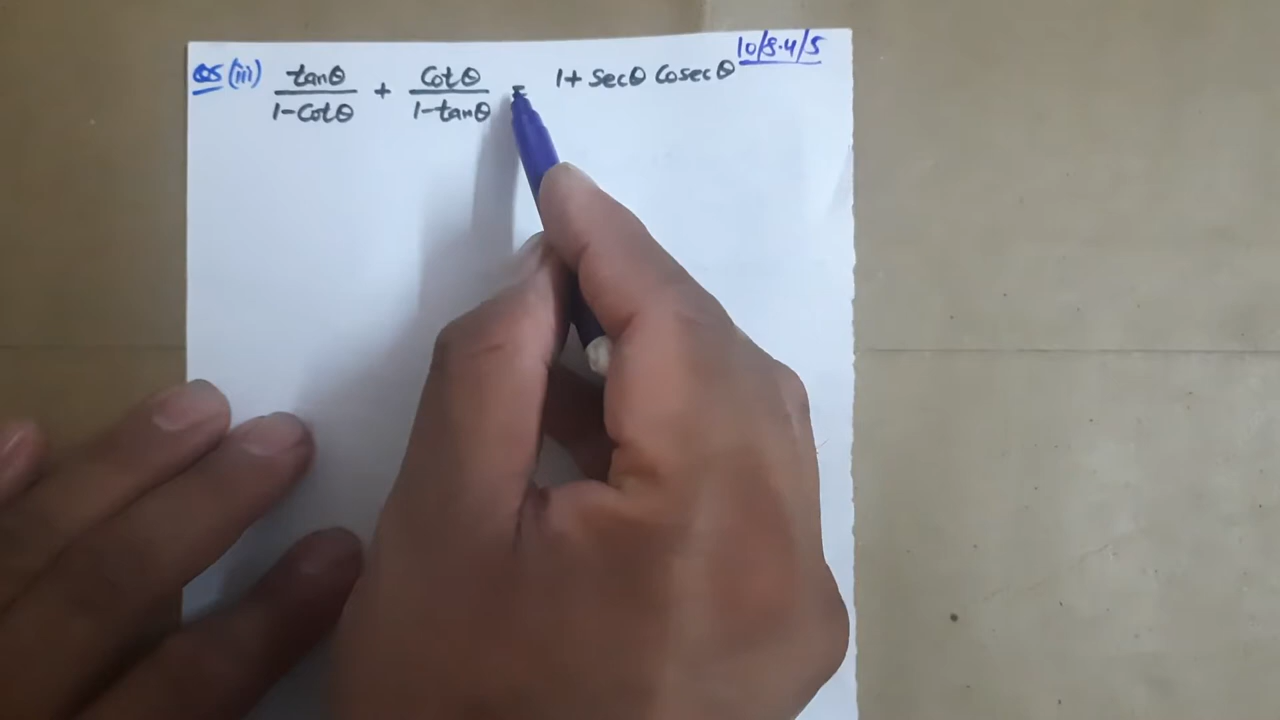 10/8.4/5
Q5 (iii) tanθ/1-Cotθ + Cotθ/1-tanθ = 1+ secθ Cosecθ